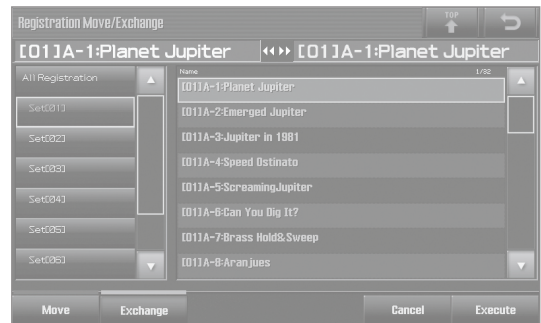 Registration Move/Exchange
TOP
[01]A-1:Planet Jupiter
[01]A-1:Planet Jupiter
All Registration
Set[01]
Set[02]
Set[03]
Set[04]
Set[05]
Set[06]
Name
1/32
[01]A-1:Planet Jupiter
[01]A-2:Emerged Jupiter
[01]A-3:Jupiter in 1981
[01]A-4:Speed Ostinato
[01]A-5:ScreamingJupiter
[01]A-6:Can You Dig It?
[01]A-7:Brass Hold&Sweep
[01]A-8:Aranjues
Move
Exchange
Cancel
Execute